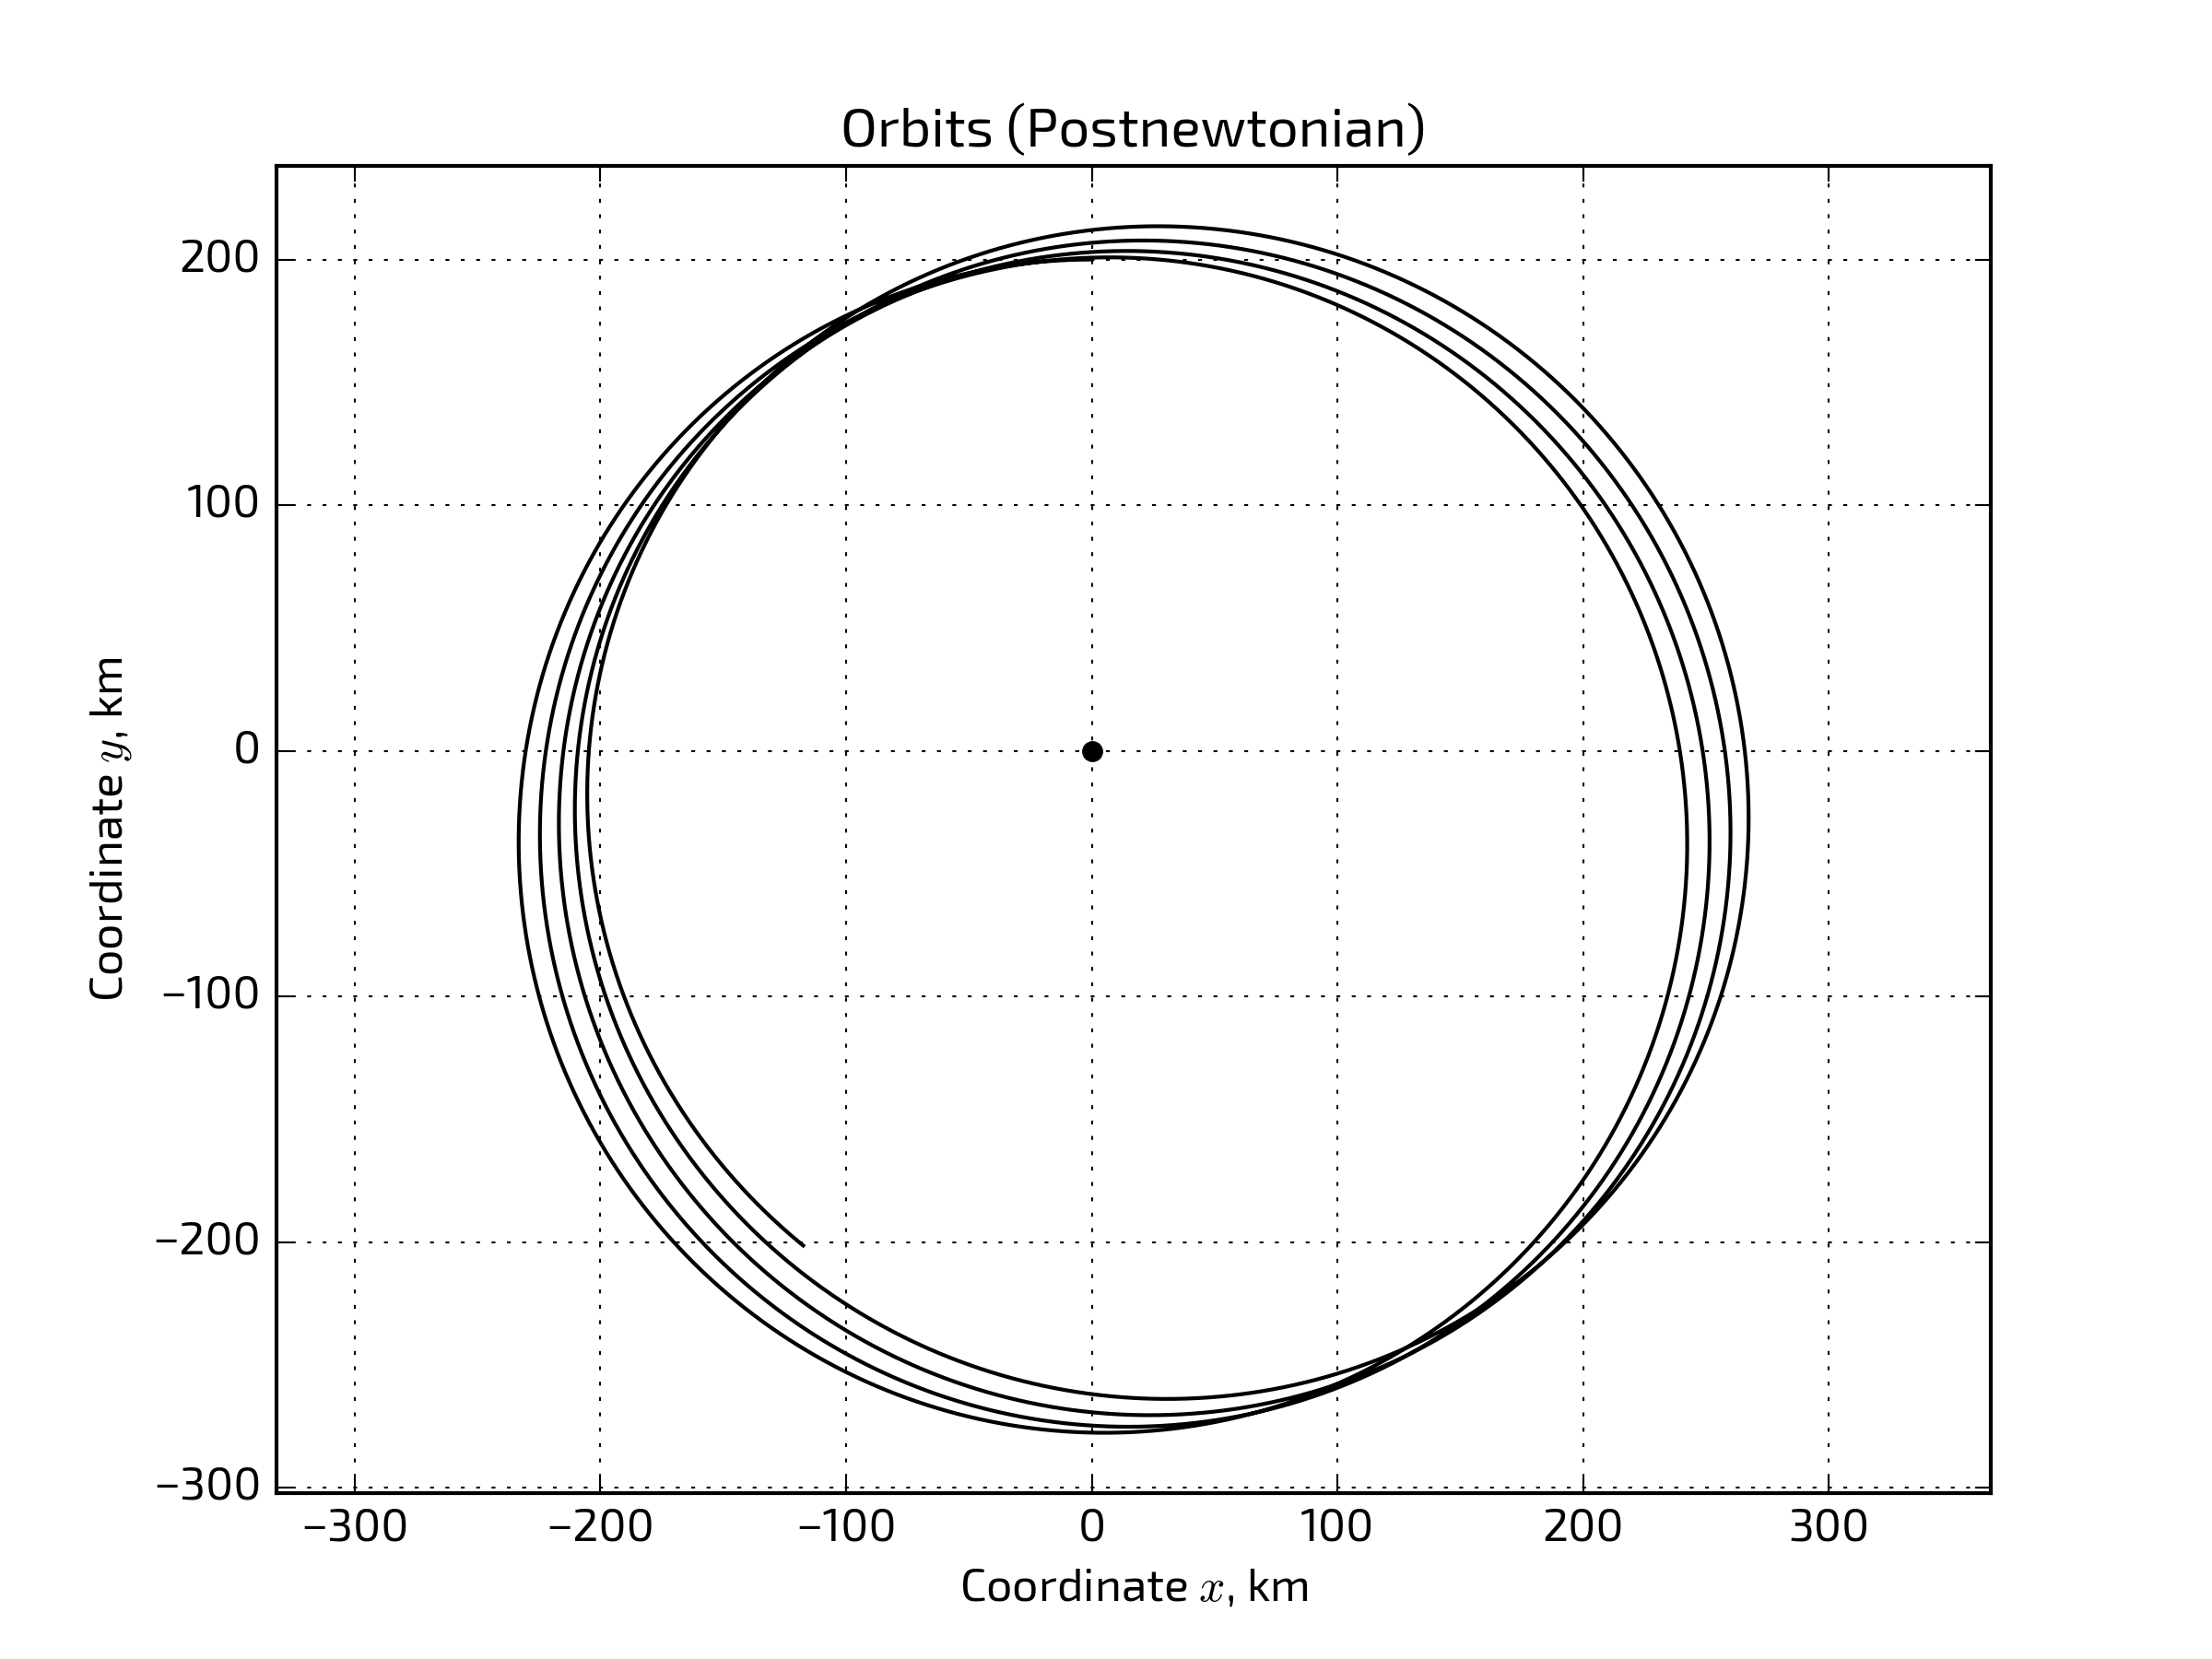 Orbits (Postnewtonian)
200
100
0
−100
−200
−300
Coordinate y, km
−300 −200 −100 0 100 200 300
Coordinate x, km